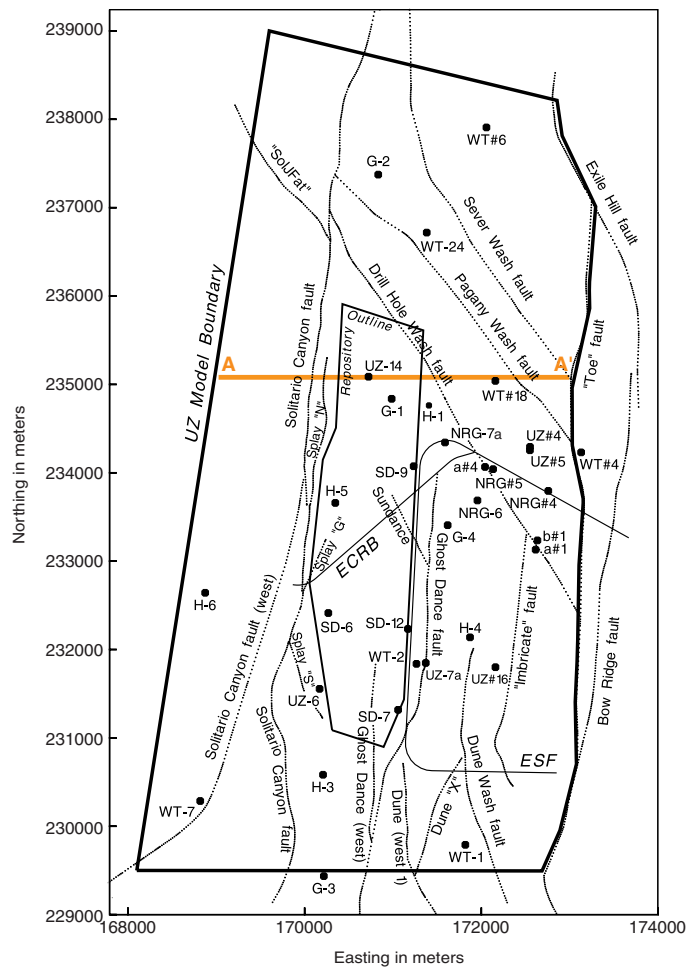 239000
238000
237000
236000
235000
234000
233000
232000
231000
230000
229000
168000
170000
172000
174000
Northing in meters
Easting in meters
WT#6
G-2
"SolJFat"
Exile Hill fault
WT-24
Sever Wash fault
Pagany Wash fault
Drill Hole Wash fault
UZ Model Boundary
Solitario Canyon fault
Outline
Repository
"Toe" fault
A
A'
UZ-14
WT#18
G-1
H-1
Splay "N"
NRG-7a
UZ#4
UZ#5
WT#4
SD-9
a#4
NRG#5
NRG#4
H-5
Sundance
NRG-6
G-4
Splay "G"
ECRB
b#1
a#1
Ghost Dance fault
H-6
SD-6
SD-12
H-4
"Imbricate" fault
Solitario Canyon fault (west)
Splay "S"
WT-2
UZ-7a
UZ#16
Bow Ridge fault
UZ-6
SD-7
Solitario Canyon fault
Ghost Dance (west)
ESF
H-3
WT-7
Dune (west 1)
Dune "X"
Dune Wash fault
WT-1
G-3